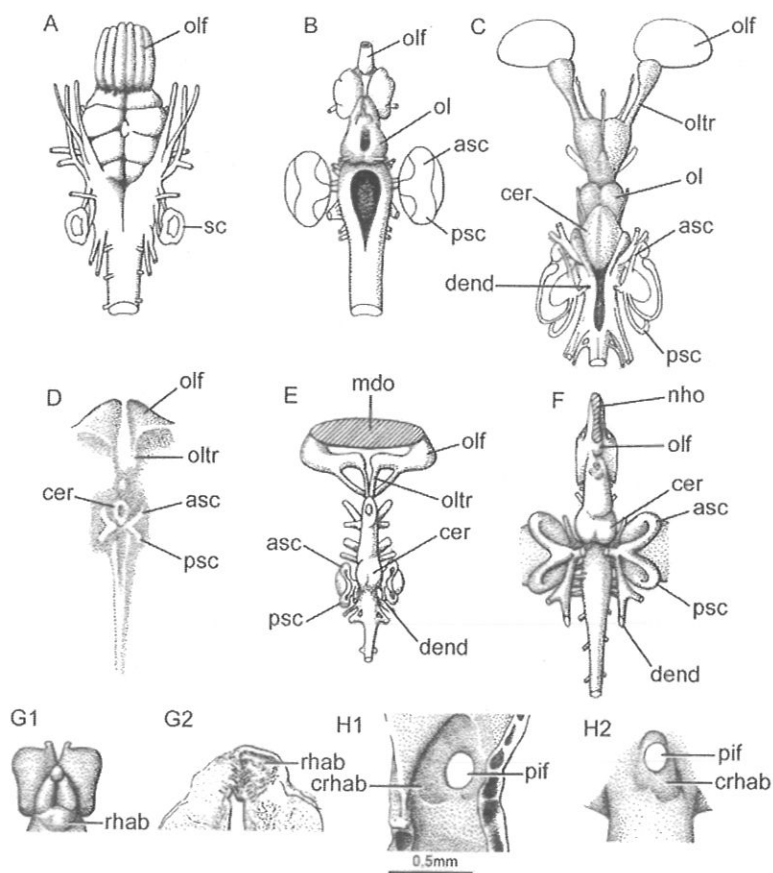 A
olf
sc
B
olf
ol
asc
psc
C
olf
oltr
ol
cer
asc
dend
psc
D
olf
oltr
cer
asc
psc
E
mdo
olf
oltr
asc
cer
psc
dend
F
nho
olf
cer
asc
psc
dend
G1
rhab
G2
rhab
H1
crhab
pif
0,5mm
H2
pif
crhab